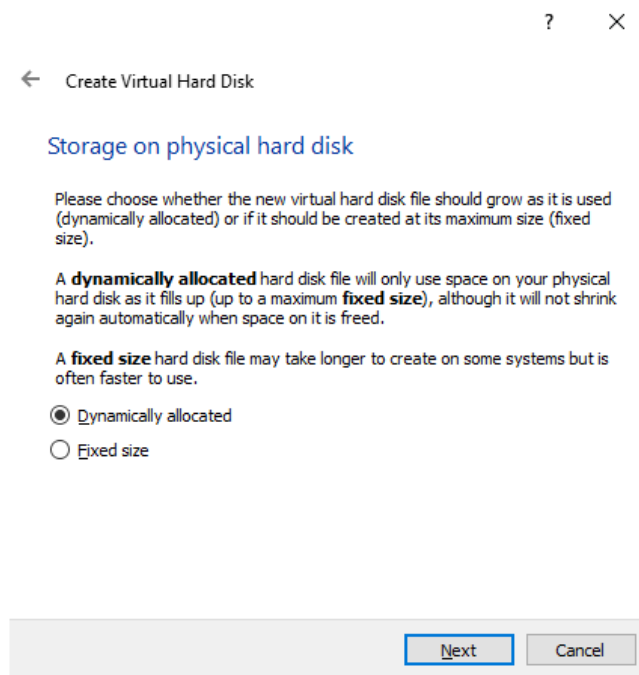 ?
Create Virtual Hard Disk
Storage on physical hard disk
Please choose whether the new virtual hard disk file should grow as it is used
(dynamically allocated) or if it should be created at its maximum size (fixed
size).
A dynamically allocated hard disk file will only use space on your physical
hard disk as it fills up (up to a maximum fixed size), although it will not shrink
again automatically when space on it is freed.
A fixed size hard disk file may take longer to create on some systems but is
often faster to use.
Dynamically allocated
Fixed size
Next Cancel